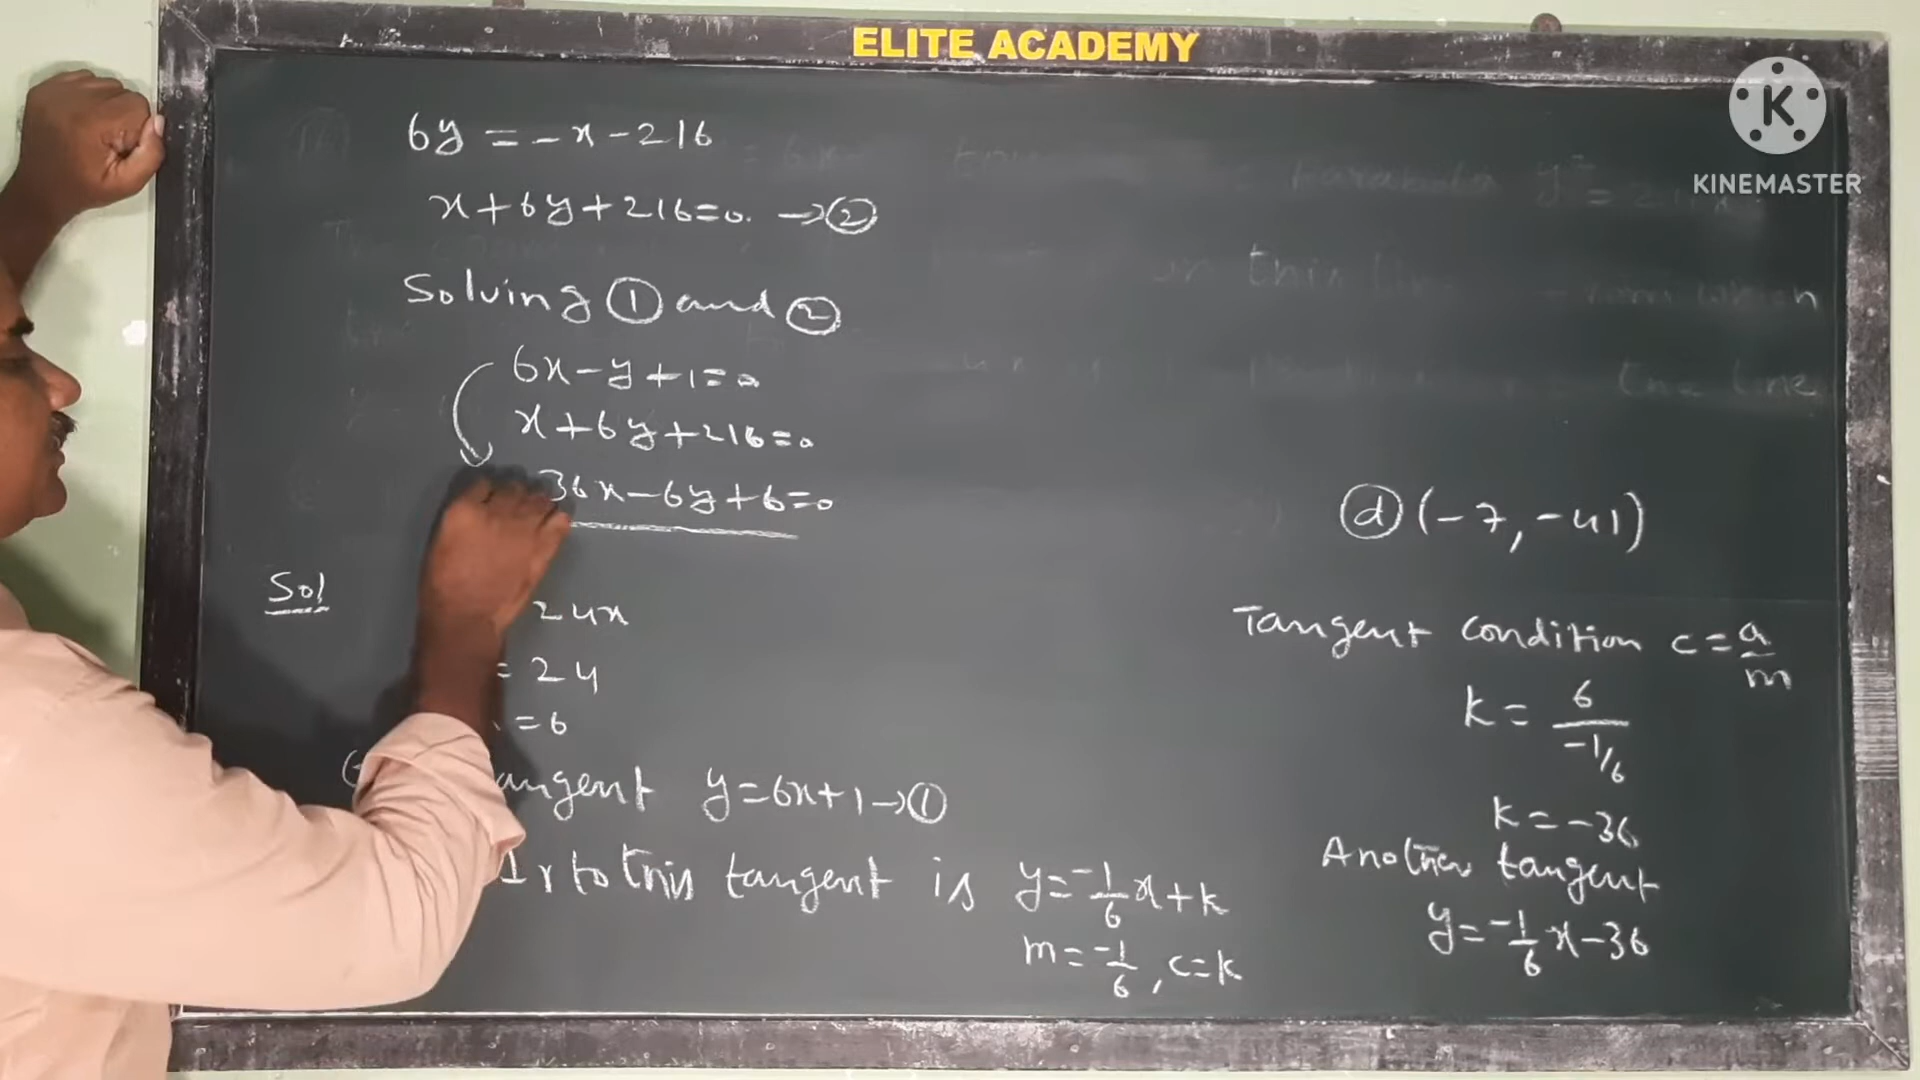 ELITE ACADEMY
KINEMASTER
6y = -x - 216
x + 6y + 216 = 0. → ②
Solving ① and ②
6x - y + 1 = 0
x + 6y + 216 = 0
36x - 6y + 6 = 0
Sol
24x
= 24
= 6
angent y = 6x + 1 → ①
⊥r to this tangent is y = -1/6 x + k
m = -1/6, c = k
ⓓ (-7, -41)
Tangent condition c = a/m
k = 6/(-1/6)
k = -36
Another tangent
y = -1/6 x - 36